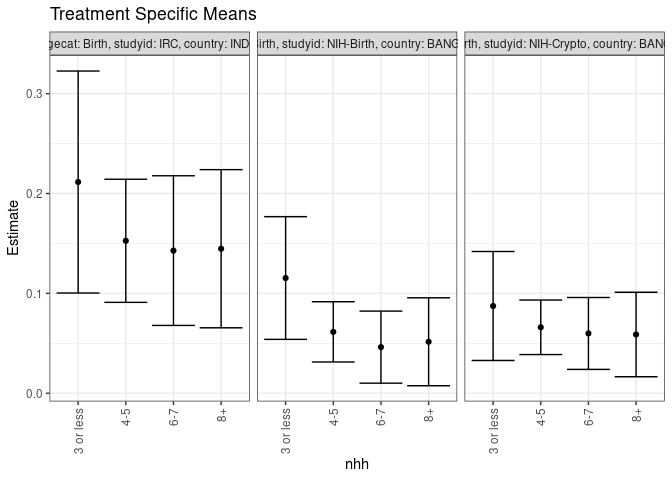 Treatment Specific Means
gecat: Birth, studyid: IRC, country: IND
irth, studyid: NIH-Birth, country: BANG
rth, studyid: NIH-Crypto, country: BANG
Estimate
0.3
0.2
0.1
0.0
3 or less
4-5
6-7
8+
3 or less
4-5
6-7
8+
3 or less
4-5
6-7
8+
nhh